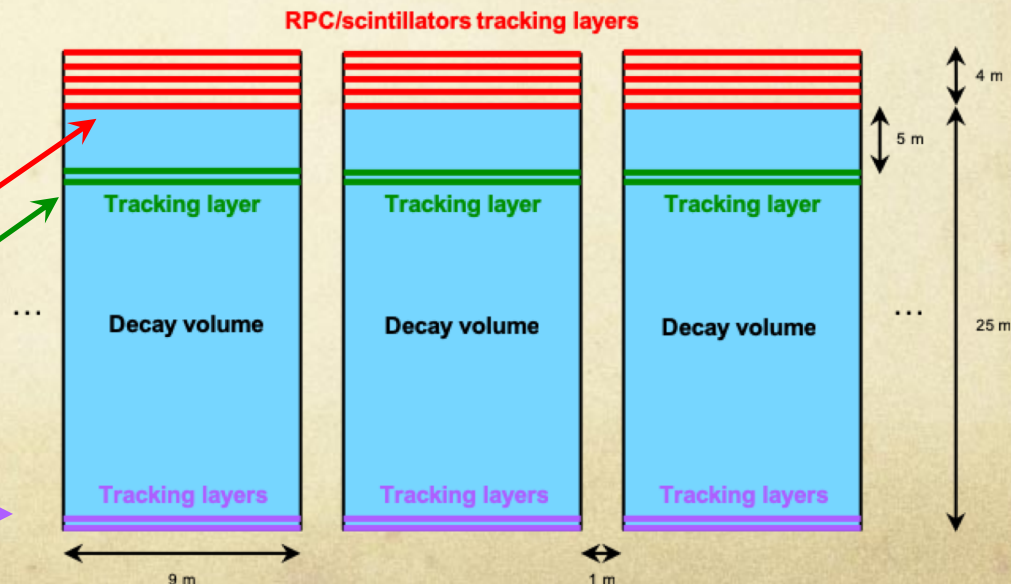 RPC/scintillators tracking layers
4 m
5 m
Tracking layer Tracking layer Tracking layer
... ...
Decay volume Decay volume Decay volume
25 m
Tracking layers Tracking layers Tracking layers
9 m 1 m